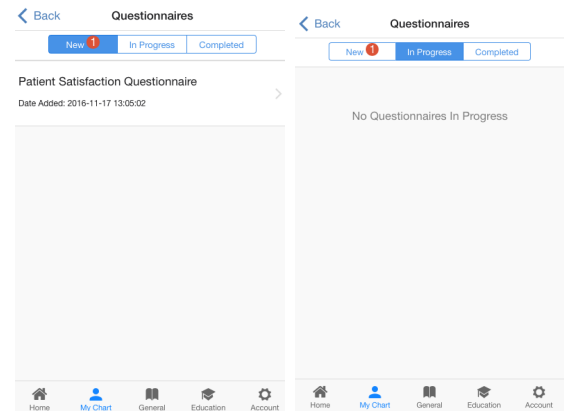 Back Questionnaires
New 1 In Progress Completed
Patient Satisfaction Questionnaire
Date Added: 2016-11-17 13:05:02
Home My Chart General Education Account
Back Questionnaires
New 1 In Progress Completed
No Questionnaires In Progress
Home My Chart General Education Account